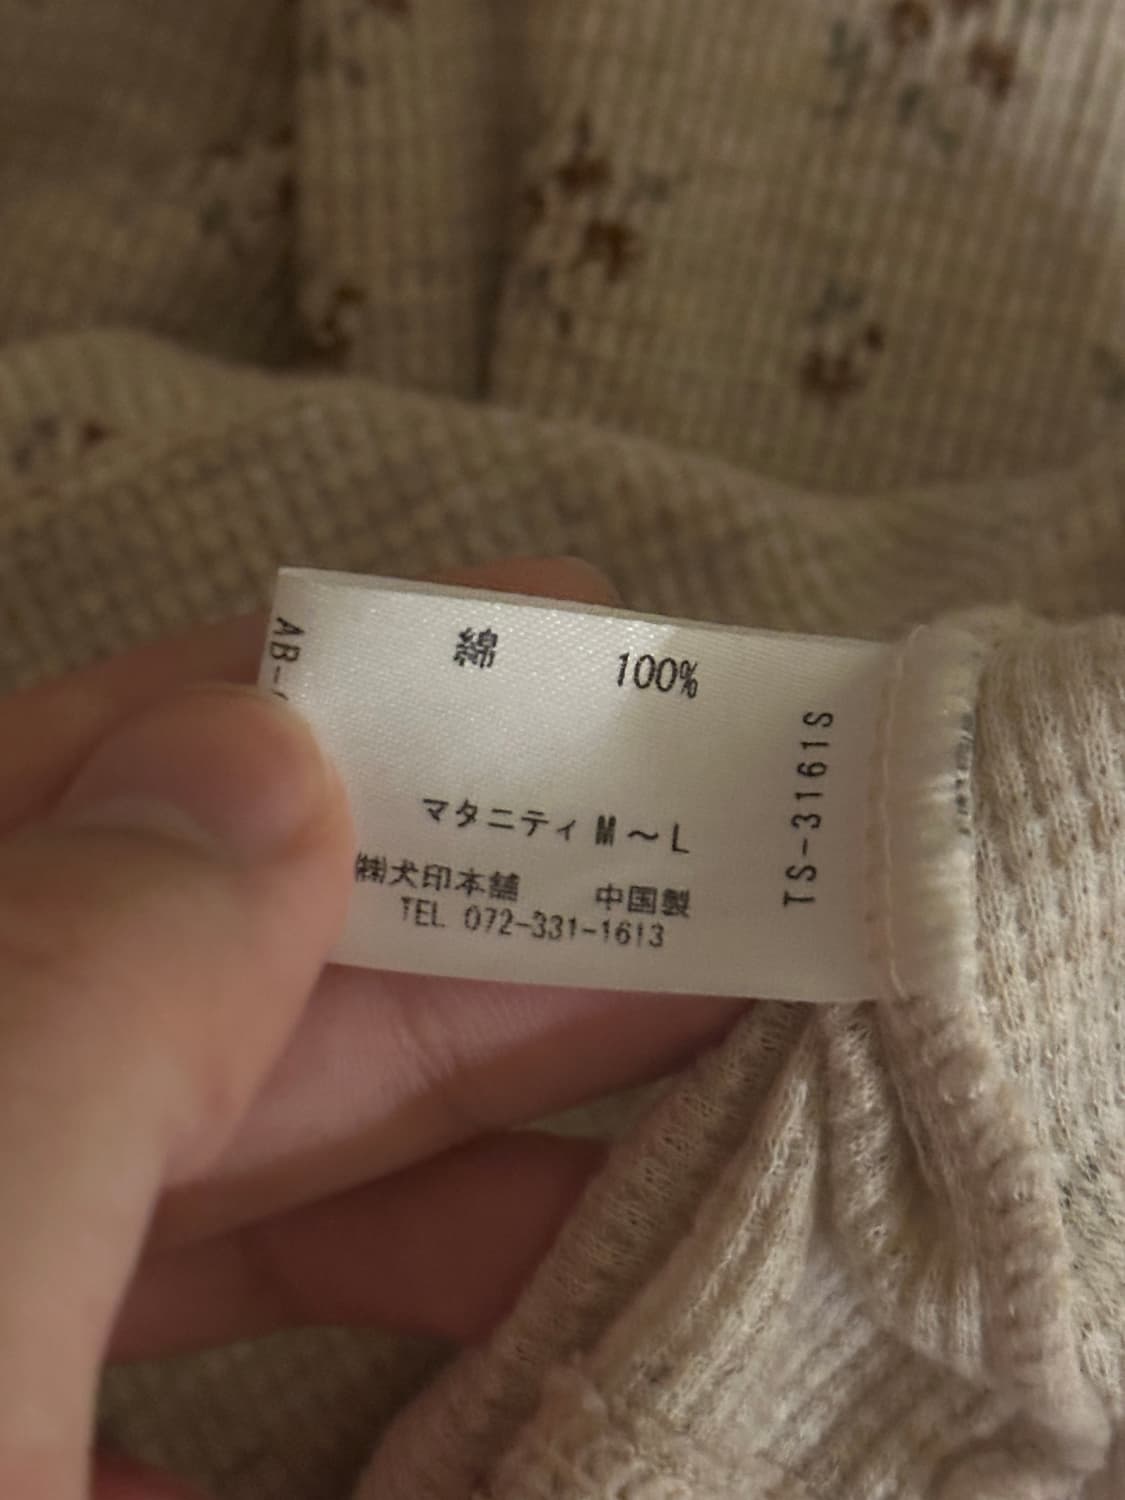 綿 100%
マタニティ M～L
㈱犬印本舗 中国製
TEL 072-331-1613
TS-3161S
AB-